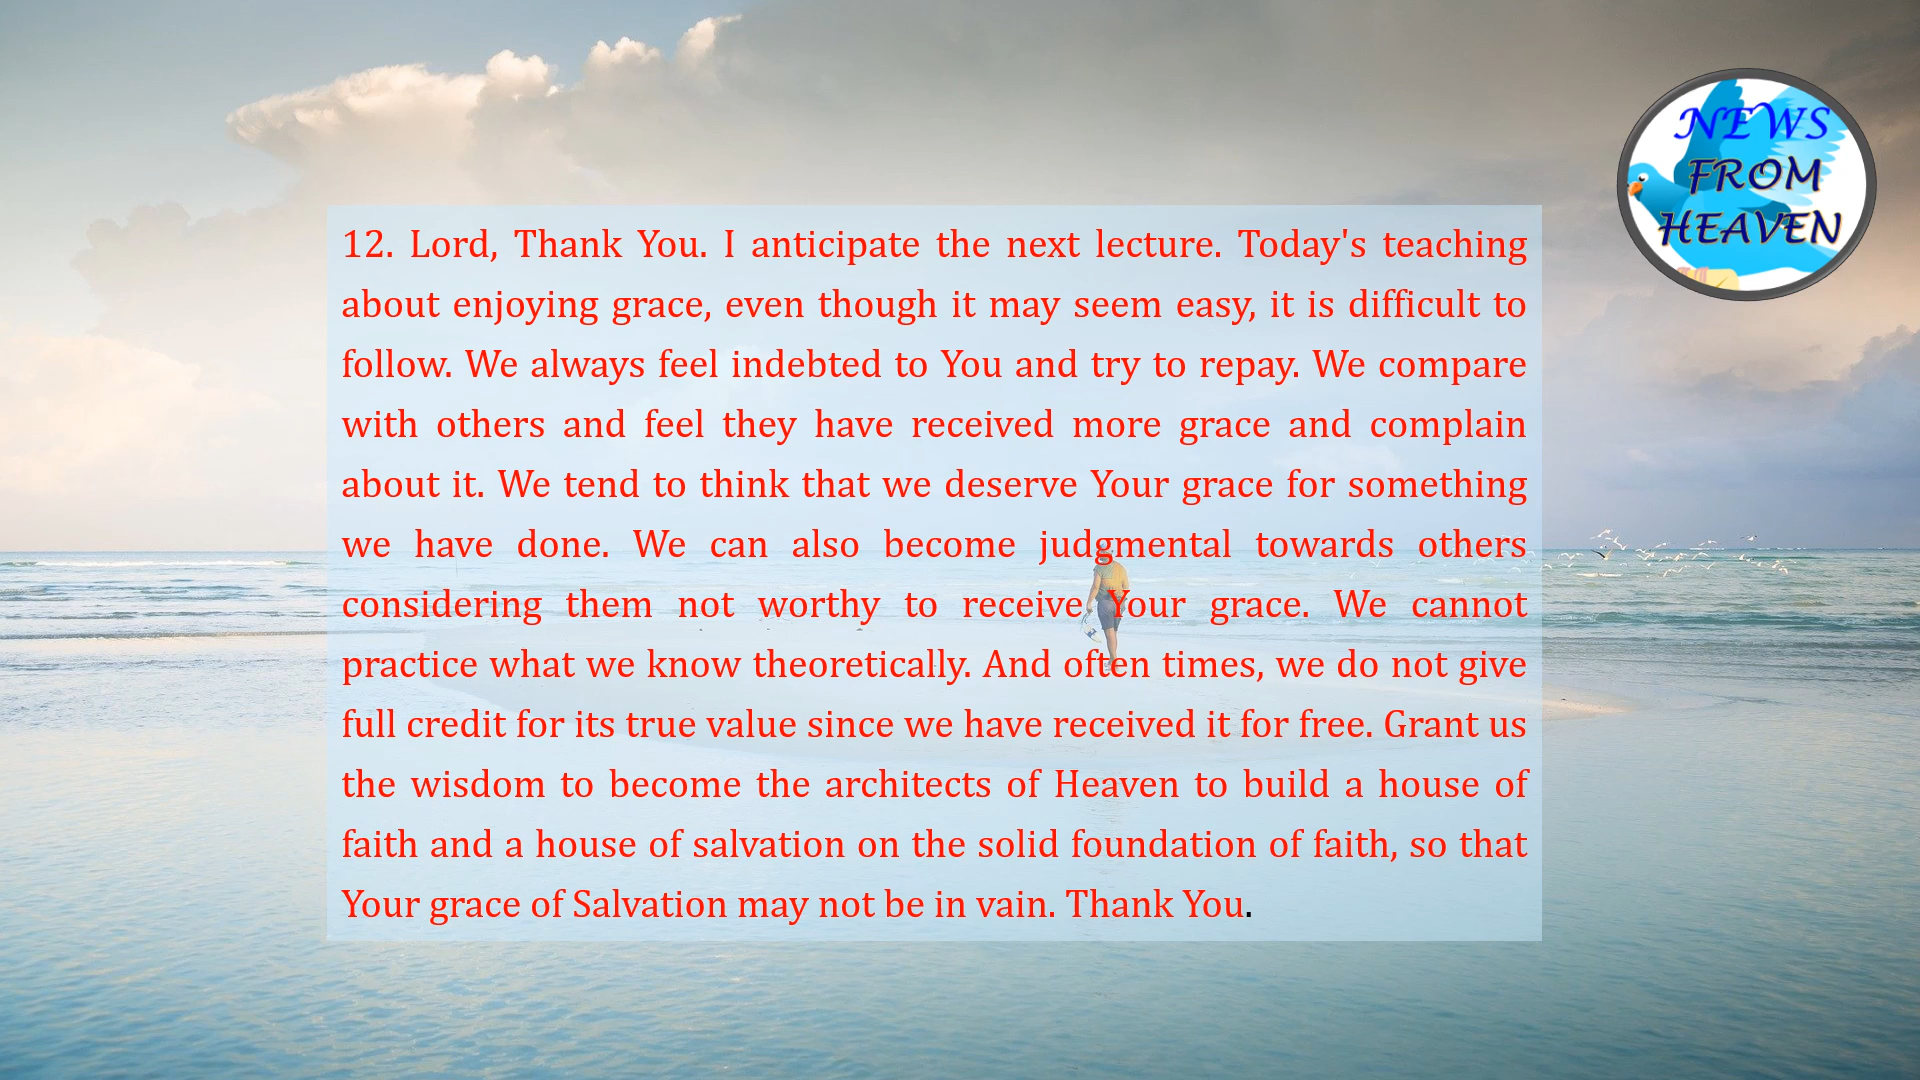 NEWS
FROM
HEAVEN
12. Lord, Thank You. I anticipate the next lecture. Today's teaching
about enjoying grace, even though it may seem easy, it is difficult to
follow. We always feel indebted to You and try to repay. We compare
with others and feel they have received more grace and complain
about it. We tend to think that we deserve Your grace for something
we have done. We can also become judgmental towards others
considering them not worthy to receive Your grace. We cannot
practice what we know theoretically. And often times, we do not give
full credit for its true value since we have received it for free. Grant us
the wisdom to become the architects of Heaven to build a house of
faith and a house of salvation on the solid foundation of faith, so that
Your grace of Salvation may not be in vain. Thank You.